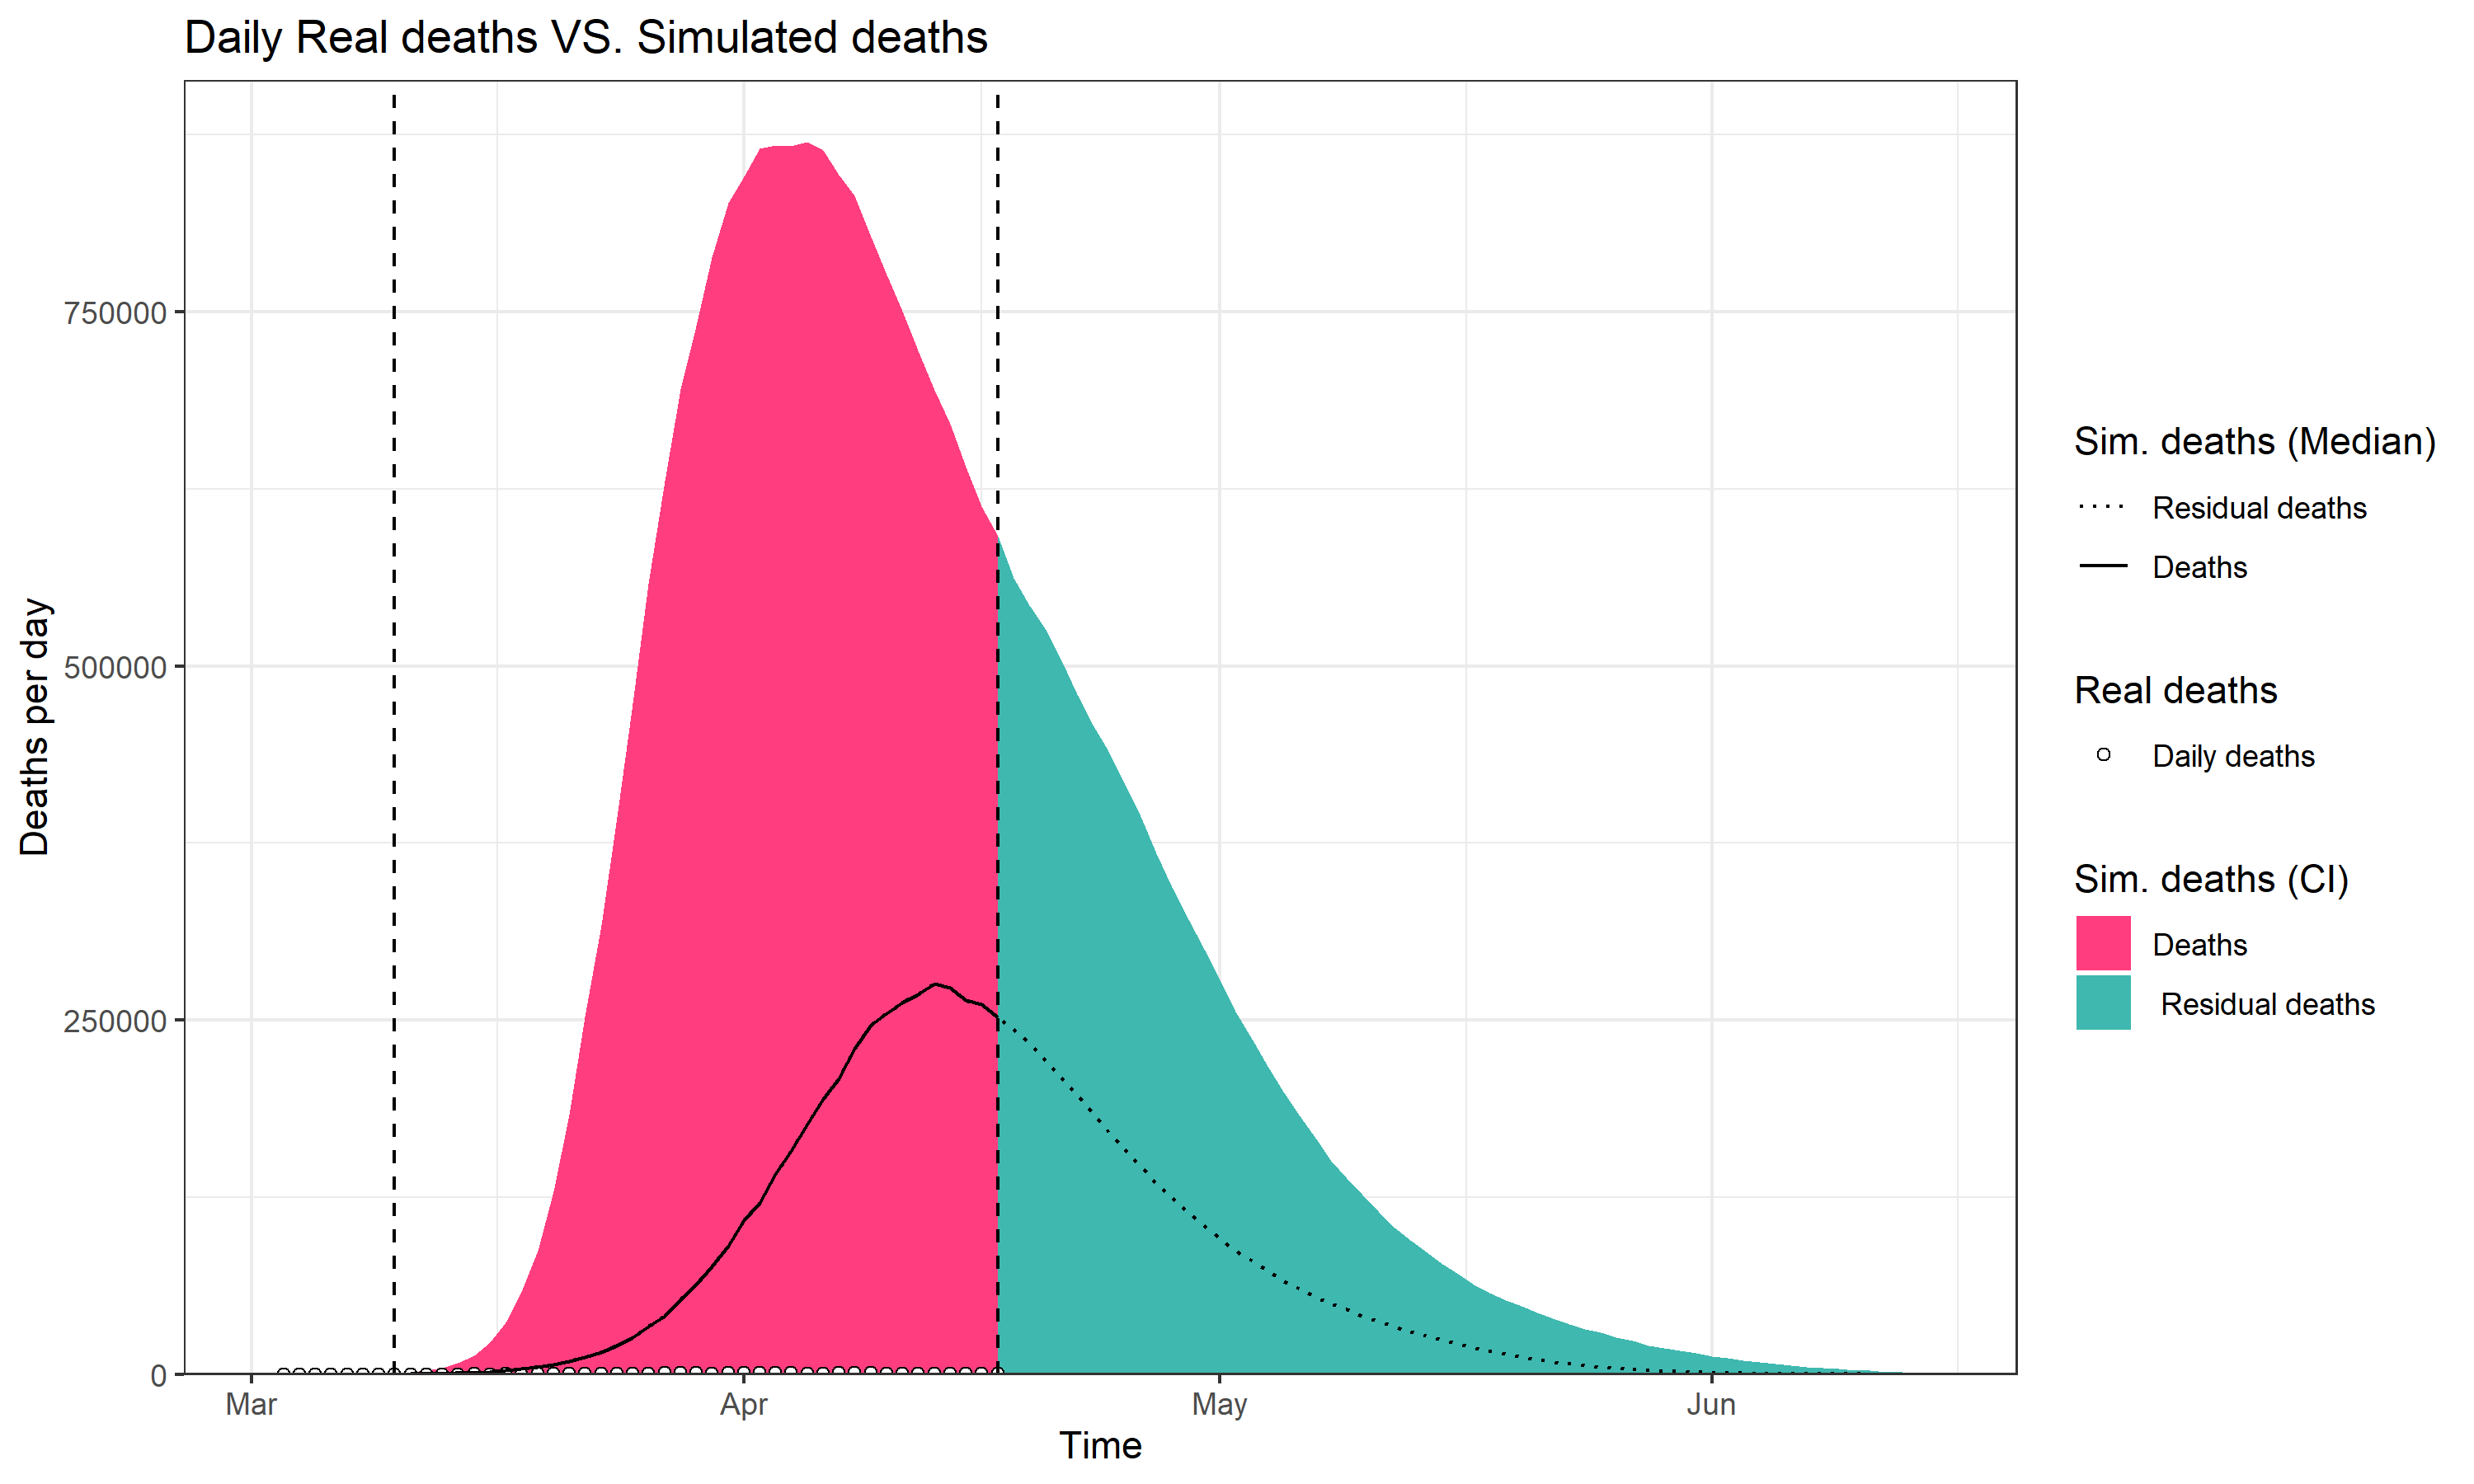 Daily Real deaths VS. Simulated deaths
Deaths per day
750000
500000
250000
0
Mar
Apr
May
Jun
Time
Sim. deaths (Median)
Residual deaths
Deaths
Real deaths
Daily deaths
Sim. deaths (CI)
Deaths
Residual deaths